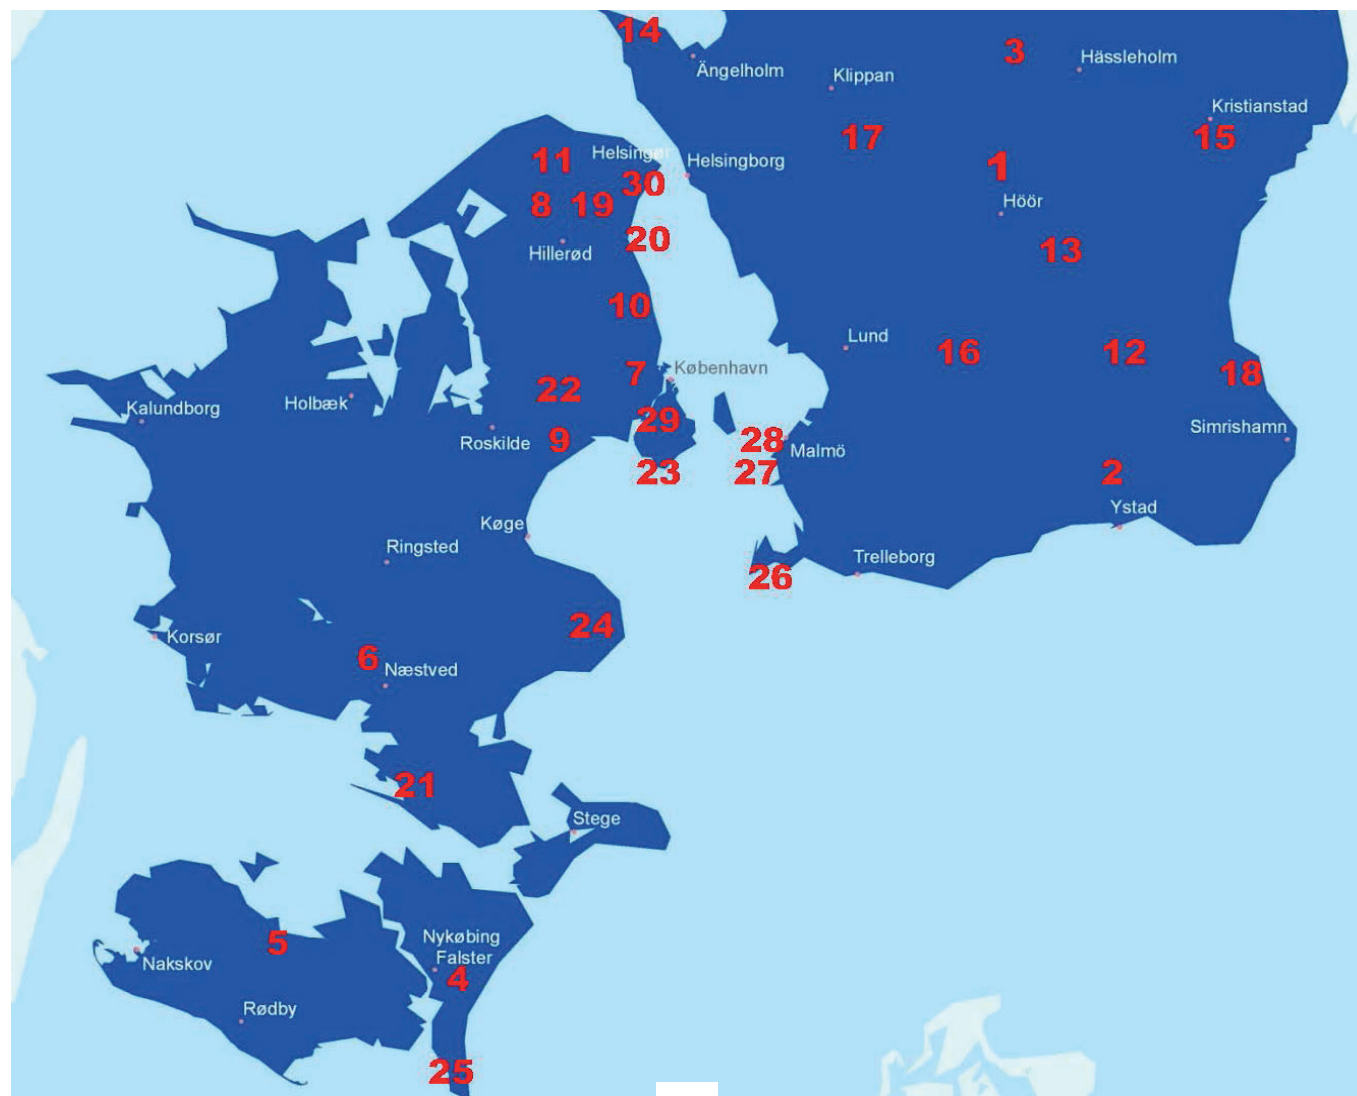 14
3
Hässleholm
Ängelholm
Klippan
Kristianstad
17
15
11
Helsingør
Helsingborg
1
30
8
19
Höör
20
Hillerød
13
10
Lund
16
12
7
København
18
22
Kalundborg
Holbæk
29
Simrishamn
Roskilde
9
28
Malmö
23
27
2
Ystad
Køge
Ringsted
Trelleborg
26
24
Korsør
6
Næstved
21
Stege
Nykøbing
Falster
5
Nakskov
4
Rødby
25